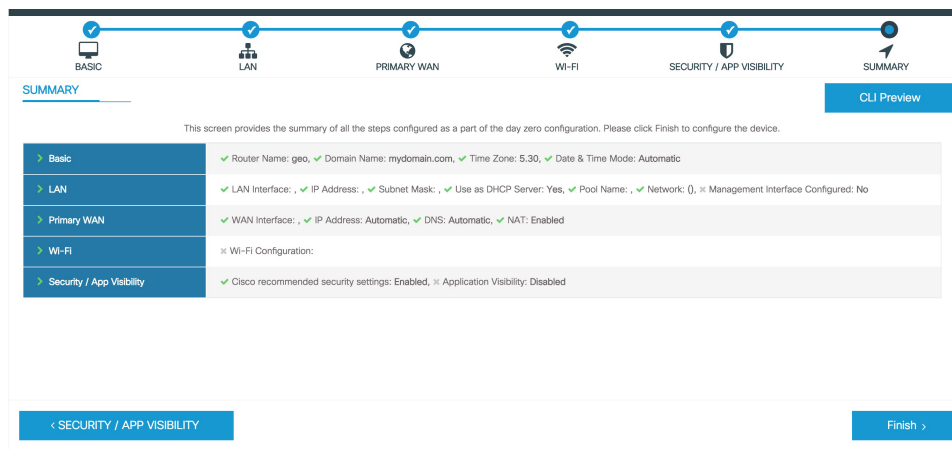 BASIC
LAN
PRIMARY WAN
WI-FI
SECURITY / APP VISIBILITY
SUMMARY
SUMMARY
CLI Preview
This screen provides the summary of all the steps configured as a part of the day zero configuration. Please click Finish to configure the device.
> Basic
✔ Router Name: geo, ✔ Domain Name: mydomain.com, ✔ Time Zone: 5.30, ✔ Date & Time Mode: Automatic
> LAN
✔ LAN Interface: , ✔ IP Address: , ✔ Subnet Mask: , ✔ Use as DHCP Server: Yes, ✔ Pool Name: , ✔ Network: (), ✖ Management Interface Configured: No
> Primary WAN
✔ WAN Interface: , ✔ IP Address: Automatic, ✔ DNS: Automatic, ✔ NAT: Enabled
> Wi-Fi
✖ Wi-Fi Configuration:
> Security / App Visibility
✔ Cisco recommended security settings: Enabled, ✖ Application Visibility: Disabled
< SECURITY / APP VISIBILITY
Finish >